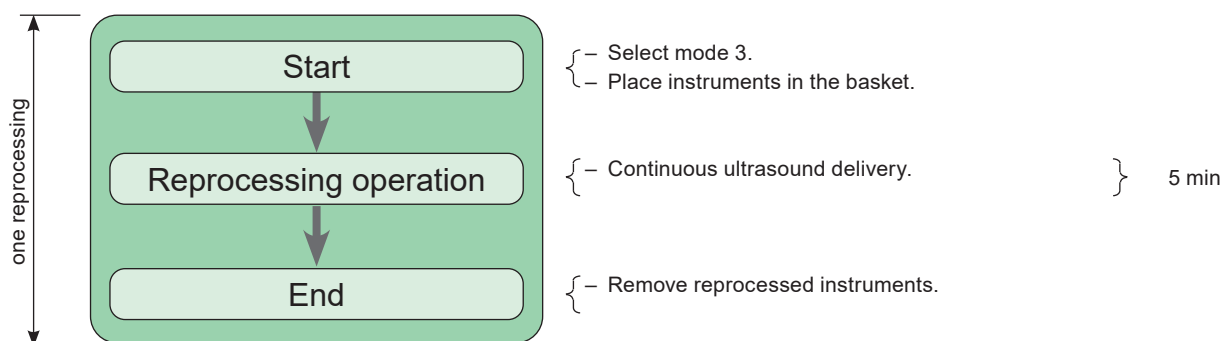 one reprocessing
Start
– Select mode 3.
– Place instruments in the basket.
Reprocessing operation
– Continuous ultrasound delivery.
5 min
End
– Remove reprocessed instruments.